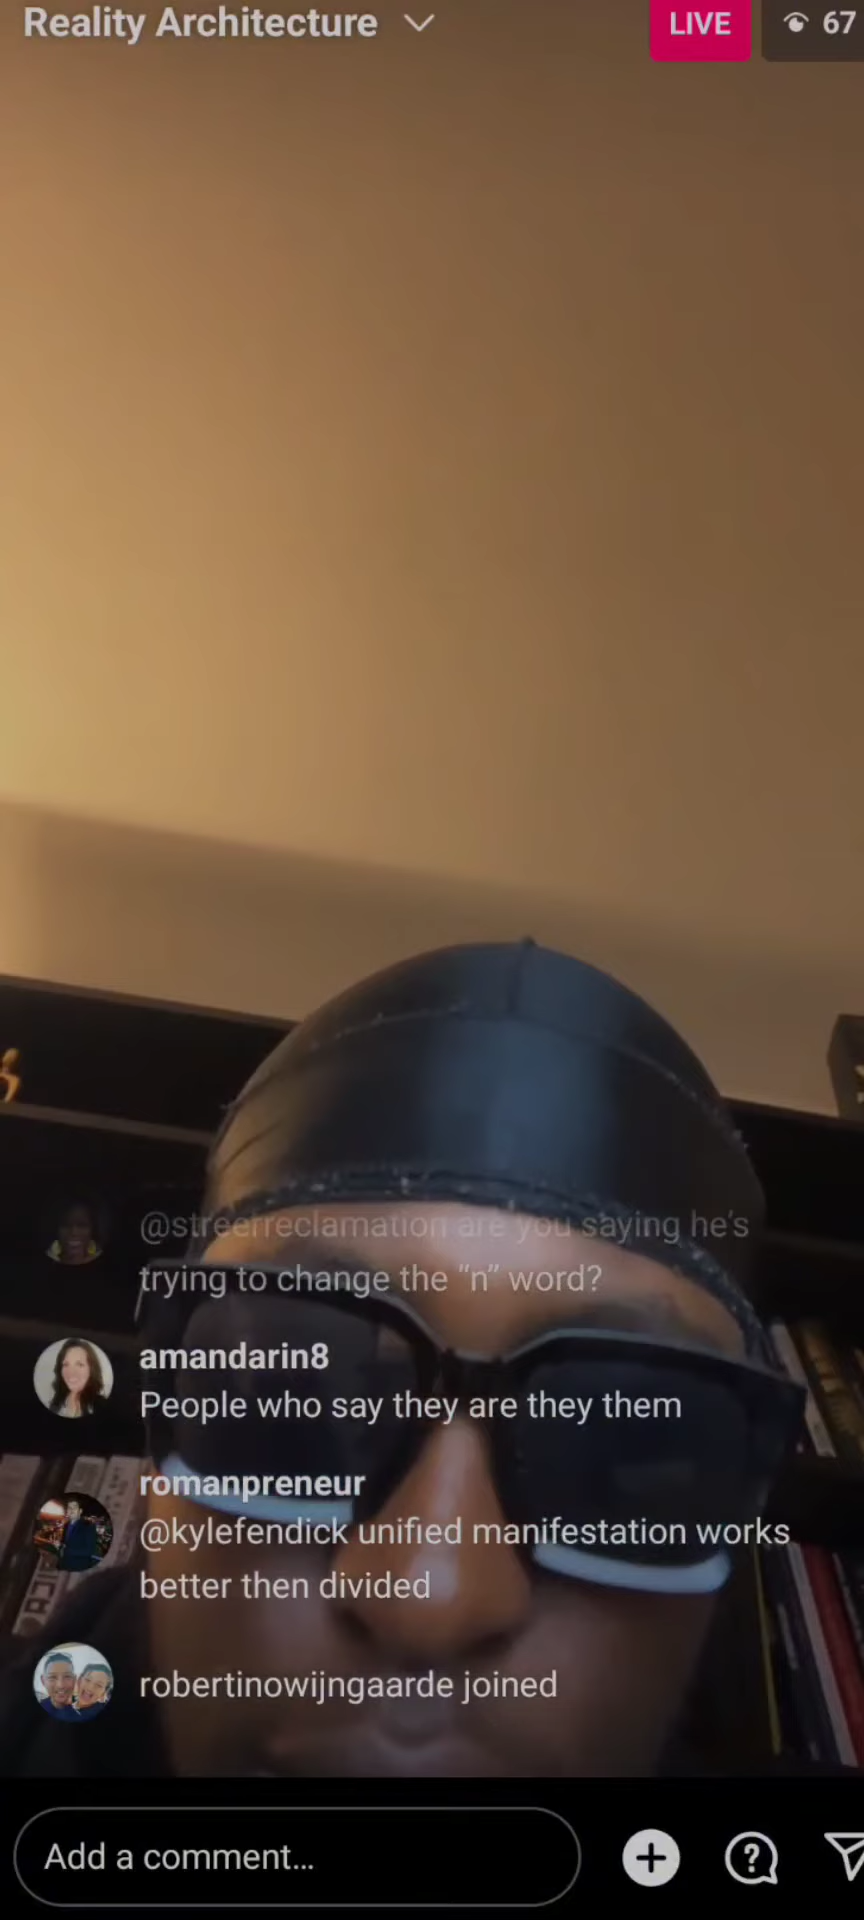 Reality Architecture
LIVE
67
@streerreclamation are you saying he's
trying to change the "n" word?
amandarin8
People who say they are they them
romanpreneur
@kylefendick unified manifestation works
better then divided
robertinowijngaarde joined
Add a comment...